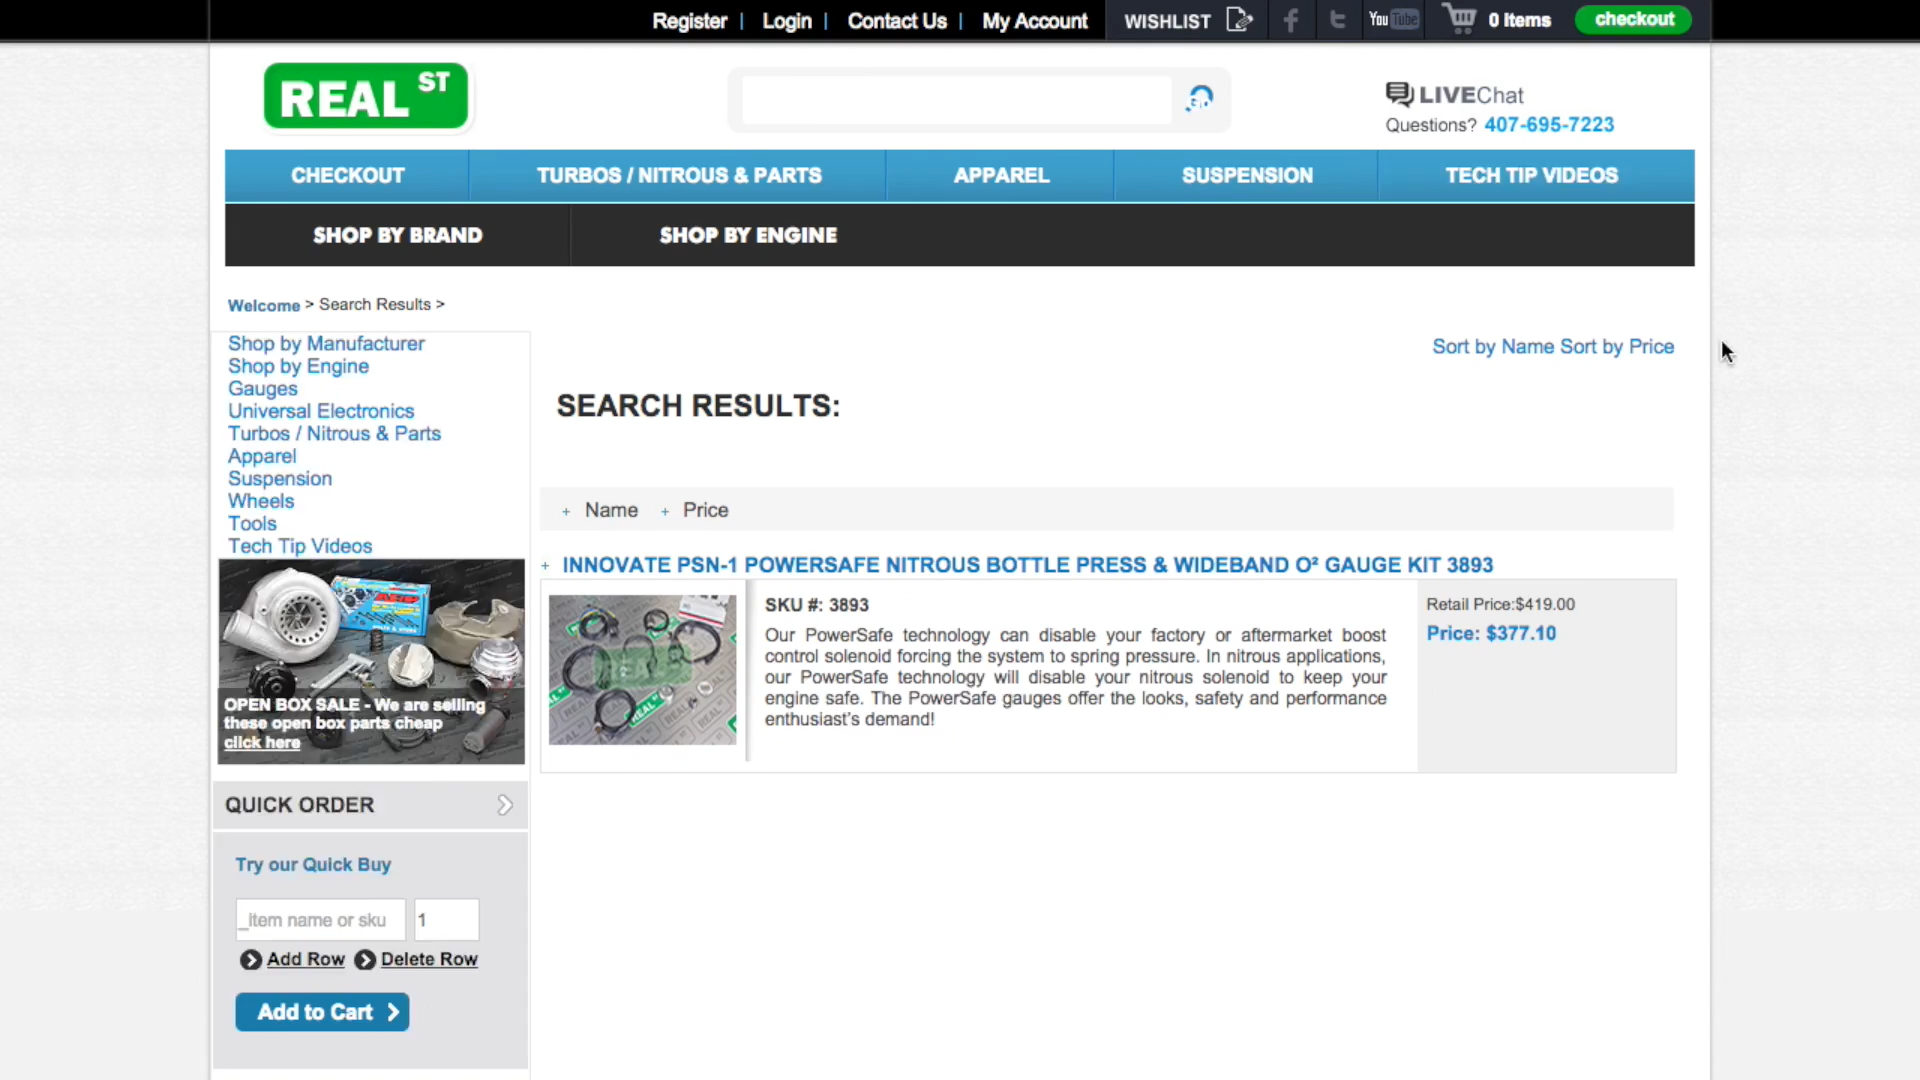 Register | Login | Contact Us | My Account WISHLIST You Tube 0 Items checkout
REAL ST
LIVEChat
Questions? 407-695-7223
CHECKOUT TURBOS / NITROUS & PARTS APPAREL SUSPENSION TECH TIP VIDEOS
SHOP BY BRAND SHOP BY ENGINE
Welcome > Search Results >
Shop by Manufacturer
Shop by Engine
Gauges
Universal Electronics
Turbos / Nitrous & Parts
Apparel
Suspension
Wheels
Tools
Tech Tip Videos
OPEN BOX SALE - We are selling
these open box parts cheap
click here
QUICK ORDER
Try our Quick Buy
_Item name or sku 1
Add Row Delete Row
Add to Cart
Sort by Name Sort by Price
SEARCH RESULTS:
+ Name + Price
+ INNOVATE PSN-1 POWERSAFE NITROUS BOTTLE PRESS & WIDEBAND O² GAUGE KIT 3893
SKU #: 3893
Our PowerSafe technology can disable your factory or aftermarket boost
control solenoid forcing the system to spring pressure. In nitrous applications,
our PowerSafe technology will disable your nitrous solenoid to keep your
engine safe. The PowerSafe gauges offer the looks, safety and performance
enthusiast's demand!
Retail Price:$419.00
Price: $377.10